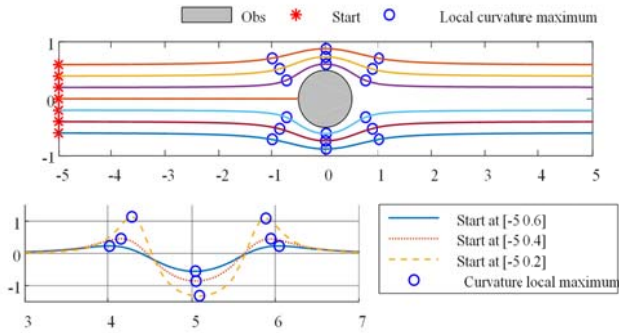 Obs Start Local curvature maximum
1
0
-1
-5 -4 -3 -2 -1 0 1 2 3 4 5
1
0
-1
3 4 5 6 7
Start at [-5 0.6]
Start at [-5 0.4]
Start at [-5 0.2]
Curvature local maximum